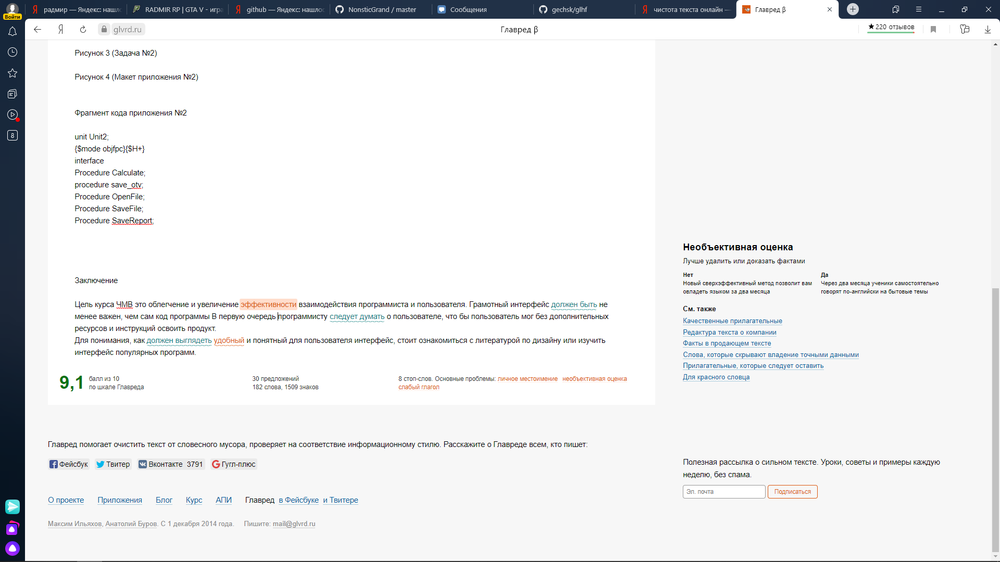 радмир — Яндекс: нашлс
RADMIR RP | GTA V - игра
github — Яндекс: нашлос
NonsticGrand / master
Сообщения
gechsk/glhf
чистота текста онлайн —
Главред β
Войти
glvrd.ru
Главред β
★ 220 отзывов
8
Рисунок 3 (Задача №2)
Рисунок 4 (Макет приложения №2)
Фрагмент кода приложения №2
unit Unit2;
{$mode objfpc}{$H+}
interface
Procedure Calculate;
procedure save_otv;
Procedure OpenFile;
Procedure SaveFile;
Procedure SaveReport;
Заключение
Цель курса ЧМВ это облегчение и увеличение эффективности взаимодействия программиста и пользователя. Грамотный интерфейс должен быть не
менее важен, чем сам код программы В первую очередь программисту следует думать о пользователе, что бы пользователь мог без дополнительных
ресурсов и инструкций освоить продукт.
Для понимания, как должен выглядеть удобный и понятный для пользователя интерфейс, стоит ознакомиться с литературой по дизайну или изучить
интерфейс популярных программ.
9,1
балл из 10
по шкале Главреда
30 предложений
182 слова, 1509 знаков
8 стоп-слов. Основные проблемы: личное местоимение необъективная оценка
слабый глагол
Необъективная оценка
Лучше удалить или доказать фактами
Нет
Новый сверхэффективный метод позволит вам
овладеть языком за два месяца
Да
Через два месяца ученики самостоятельно
говорят по-английски на бытовые темы
См. также
Качественные прилагательные
Редактура текста о компании
Факты в продающем тексте
Слова, которые скрывают владение точными данными
Прилагательные, которые следует оставить
Для красного словца
Главред помогает очистить текст от словесного мусора, проверяет на соответствие информационному стилю. Расскажите о Главреде всем, кто пишет:
Фейсбук
Твитер
Вконтакте 3791
Гугл-плюс
Полезная рассылка о сильном тексте. Уроки, советы и примеры каждую
неделю, без спама.
Эл. почта
Подписаться
О проекте
Приложения
Блог
Курс
АПИ
Главред в Фейсбуке и Твитере
Максим Ильяхов, Анатолий Буров. С 1 декабря 2014 года.
Пишите: mail@glvrd.ru